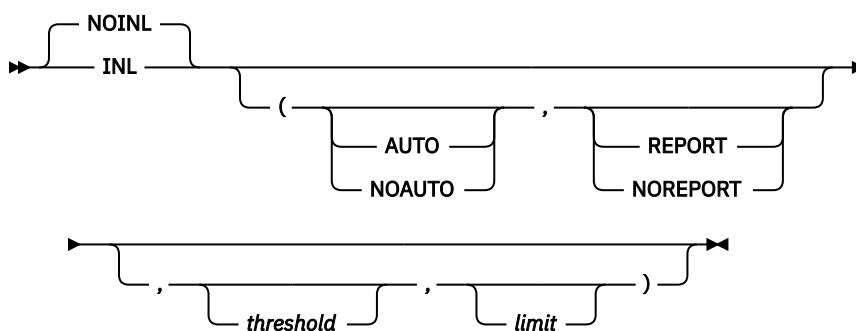 NOINL
INL
( , 
AUTO REPORT
NOAUTO NOREPORT
, , )
threshold limit